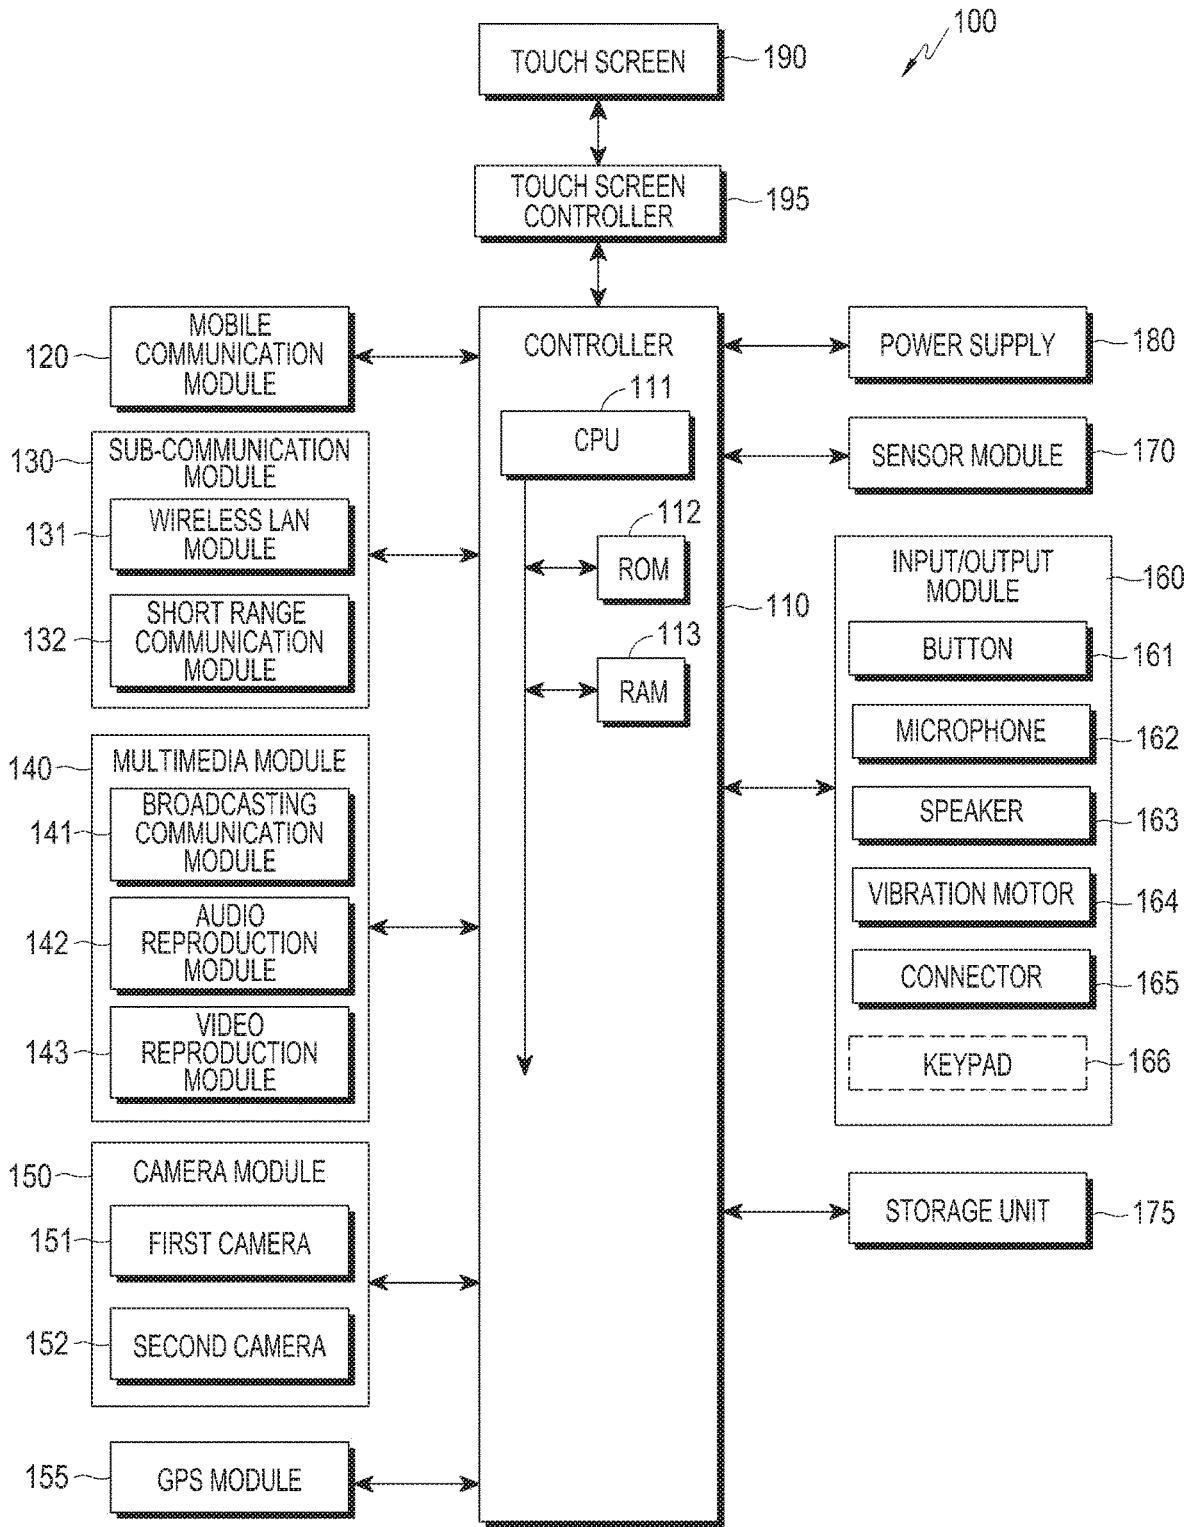 100
TOUCH SCREEN
190
TOUCH SCREEN
CONTROLLER
195
120
MOBILE
COMMUNICATION
MODULE
130
SUB-COMMUNICATION
MODULE
131
WIRELESS LAN
MODULE
132
SHORT RANGE
COMMUNICATION
MODULE
140
MULTIMEDIA MODULE
141
BROADCASTING
COMMUNICATION
MODULE
142
AUDIO
REPRODUCTION
MODULE
143
VIDEO
REPRODUCTION
MODULE
150
CAMERA MODULE
151
FIRST CAMERA
152
SECOND CAMERA
155
GPS MODULE
CONTROLLER
111
CPU
112
ROM
113
RAM
110
POWER SUPPLY
180
SENSOR MODULE
170
INPUT/OUTPUT
MODULE
160
BUTTON
161
MICROPHONE
162
SPEAKER
163
VIBRATION MOTOR
164
CONNECTOR
165
KEYPAD
166
STORAGE UNIT
175